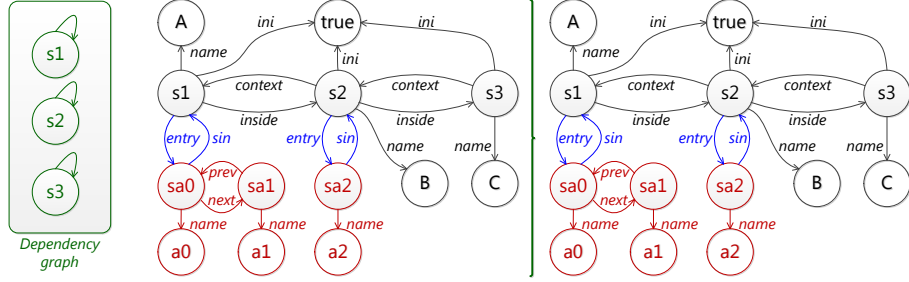 s1
s2
s3
Dependency
graph
A
true
ini
ini
name
ini
s1
context
s2
context
s3
inside
inside
entry
sin
entry
sin
name
name
sa0
prev
sa1
sa2
B
C
next
name
name
name
a0
a1
a2
A
true
ini
ini
name
ini
s1
context
s2
context
s3
inside
inside
entry
sin
entry
sin
name
name
sa0
prev
sa1
sa2
B
C
next
name
name
name
a0
a1
a2